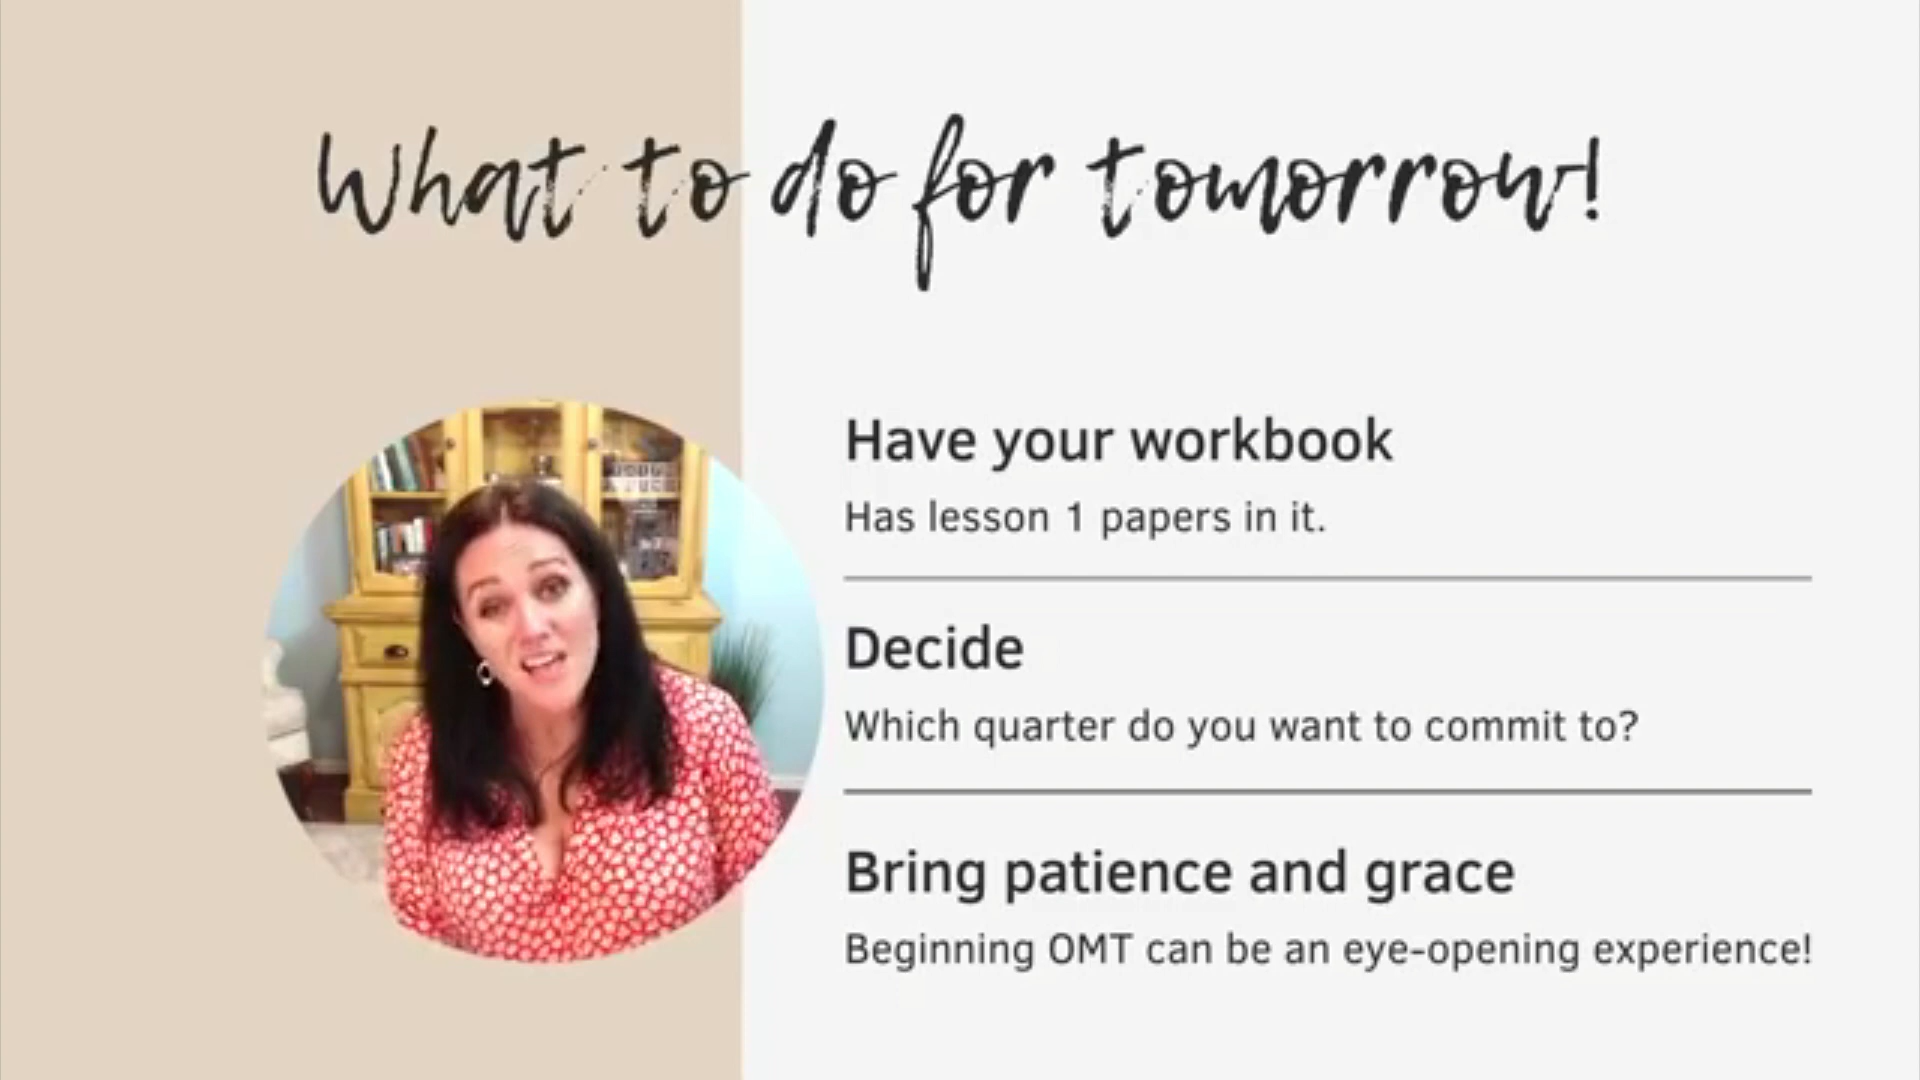 What to do for tomorrow!
Have your workbook
Has lesson 1 papers in it.
Decide
Which quarter do you want to commit to?
Bring patience and grace
Beginning OMT can be an eye-opening experience!